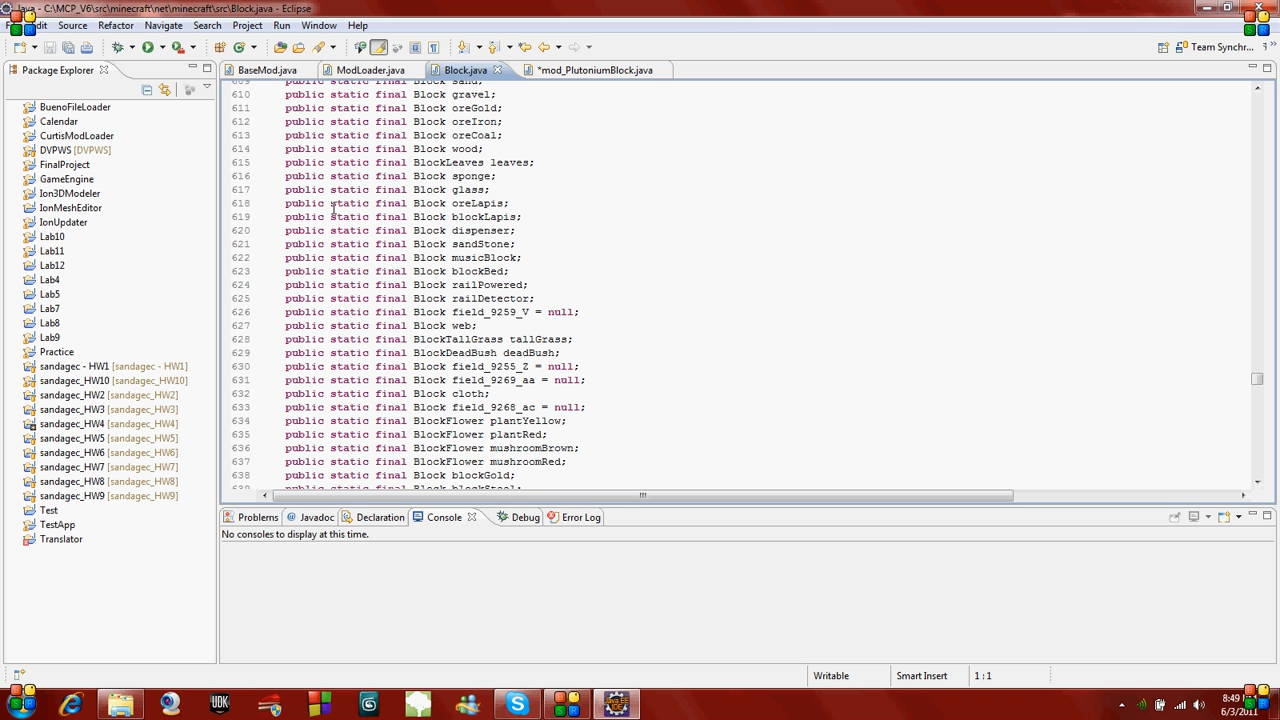 Java - C:\MCP_V6\src\minecraft\net\minecraft\src\Block.java - Eclipse
Edit Source Refactor Navigate Search Project Run Window Help
Team Synchr...
Package Explorer
BaseMod.java ModLoader.java Block.java *mod_PlutoniumBlock.java
BuenoFileLoader
Calendar
CurtisModLoader
DVPWS [DVPWS]
FinalProject
GameEngine
Ion3DModeler
IonMeshEditor
IonUpdater
Lab10
Lab11
Lab12
Lab4
Lab5
Lab7
Lab8
Lab9
Practice
sandagec - HW1 [sandagec - HW1]
sandagec_HW10 [sandagec_HW10]
sandagec_HW2 [sandagec_HW2]
sandagec_HW3 [sandagec_HW3]
sandagec_HW4 [sandagec_HW4]
sandagec_HW5 [sandagec_HW5]
sandagec_HW6 [sandagec_HW6]
sandagec_HW7 [sandagec_HW7]
sandagec_HW8 [sandagec_HW8]
sandagec_HW9 [sandagec_HW9]
Test
TestApp
Translator
609 public static final Block sand;
610 public static final Block gravel;
611 public static final Block oreGold;
612 public static final Block oreIron;
613 public static final Block oreCoal;
614 public static final Block wood;
615 public static final BlockLeaves leaves;
616 public static final Block sponge;
617 public static final Block glass;
618 public static final Block oreLapis;
619 public static final Block blockLapis;
620 public static final Block dispenser;
621 public static final Block sandStone;
622 public static final Block musicBlock;
623 public static final Block blockBed;
624 public static final Block railPowered;
625 public static final Block railDetector;
626 public static final Block field_9259_V = null;
627 public static final Block web;
628 public static final BlockTallGrass tallGrass;
629 public static final BlockDeadBush deadBush;
630 public static final Block field_9255_Z = null;
631 public static final Block field_9269_aa = null;
632 public static final Block cloth;
633 public static final Block field_9268_ac = null;
634 public static final BlockFlower plantYellow;
635 public static final BlockFlower plantRed;
636 public static final BlockFlower mushroomBrown;
637 public static final BlockFlower mushroomRed;
638 public static final Block blockGold;
639 public static final Block blockSteel;
Problems Javadoc Declaration Console Debug Error Log
No consoles to display at this time.
Writable Smart Insert 1 : 1
UDK
8:49 PM
6/3/2011